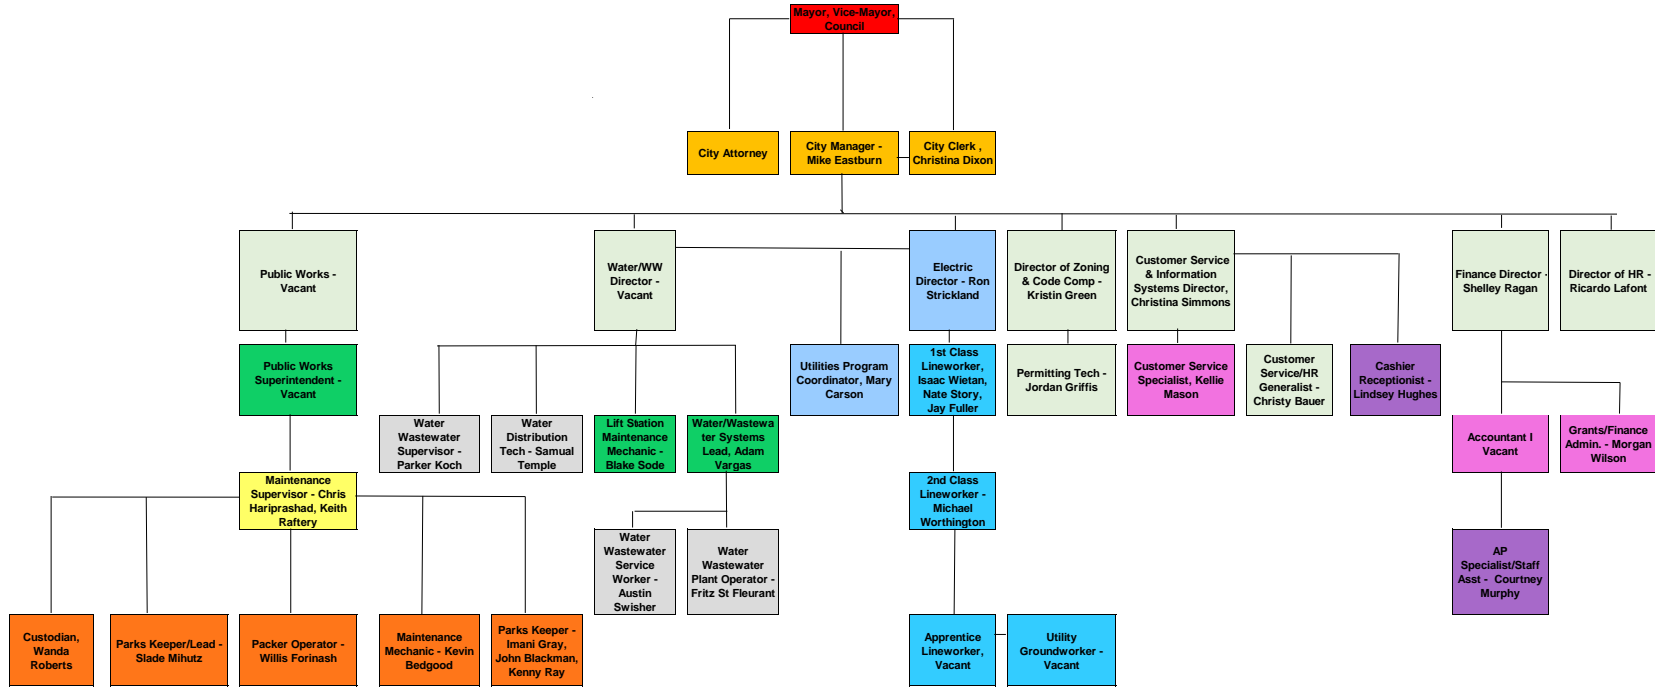 Mayor, Vice-Mayor,
Council
City Attorney
City Manager -
Mike Eastburn
City Clerk ,
Christina Dixon
Public Works -
Vacant
Water/WW
Director -
Vacant
Electric
Director - Ron
Strickland
Director of Zoning
& Code Comp -
Kristin Green
Customer Service
& Information
Systems Director,
Christina Simmons
Finance Director -
Shelley Ragan
Director of HR -
Ricardo Lafont
Public Works
Superintendent -
Vacant
Utilities Program
Coordinator, Mary
Carson
1st Class
Lineworker,
Isaac Wietan,
Nate Story,
Jay Fuller
Permitting Tech -
Jordan Griffis
Customer Service
Specialist, Kellie
Mason
Customer
Service/HR
Generalist -
Christy Bauer
Cashier
Receptionist -
Lindsey Hughes
Water
Wastewater
Supervisor -
Parker Koch
Water
Distribution
Tech - Samual
Temple
Lift Station
Maintenance
Mechanic -
Blake Sode
Water/Wastewa
ter Systems
Lead, Adam
Vargas
Accountant I
Vacant
Grants/Finance
Admin. - Morgan
Wilson
Maintenance
Supervisor - Chris
Hariprashad, Keith
Raftery
2nd Class
Lineworker -
Michael
Worthington
Water
Wastewater
Service
Worker -
Austin
Swisher
Water
Wastewater
Plant Operator -
Fritz St Fleurant
AP
Specialist/Staff
Asst - Courtney
Murphy
Custodian,
Wanda
Roberts
Parks Keeper/Lead -
Slade Mihutz
Packer Operator -
Willis Forinash
Maintenance
Mechanic - Kevin
Bedgood
Parks Keeper -
Imani Gray,
John Blackman,
Kenny Ray
Apprentice
Lineworker,
Vacant
Utility
Groundworker -
Vacant